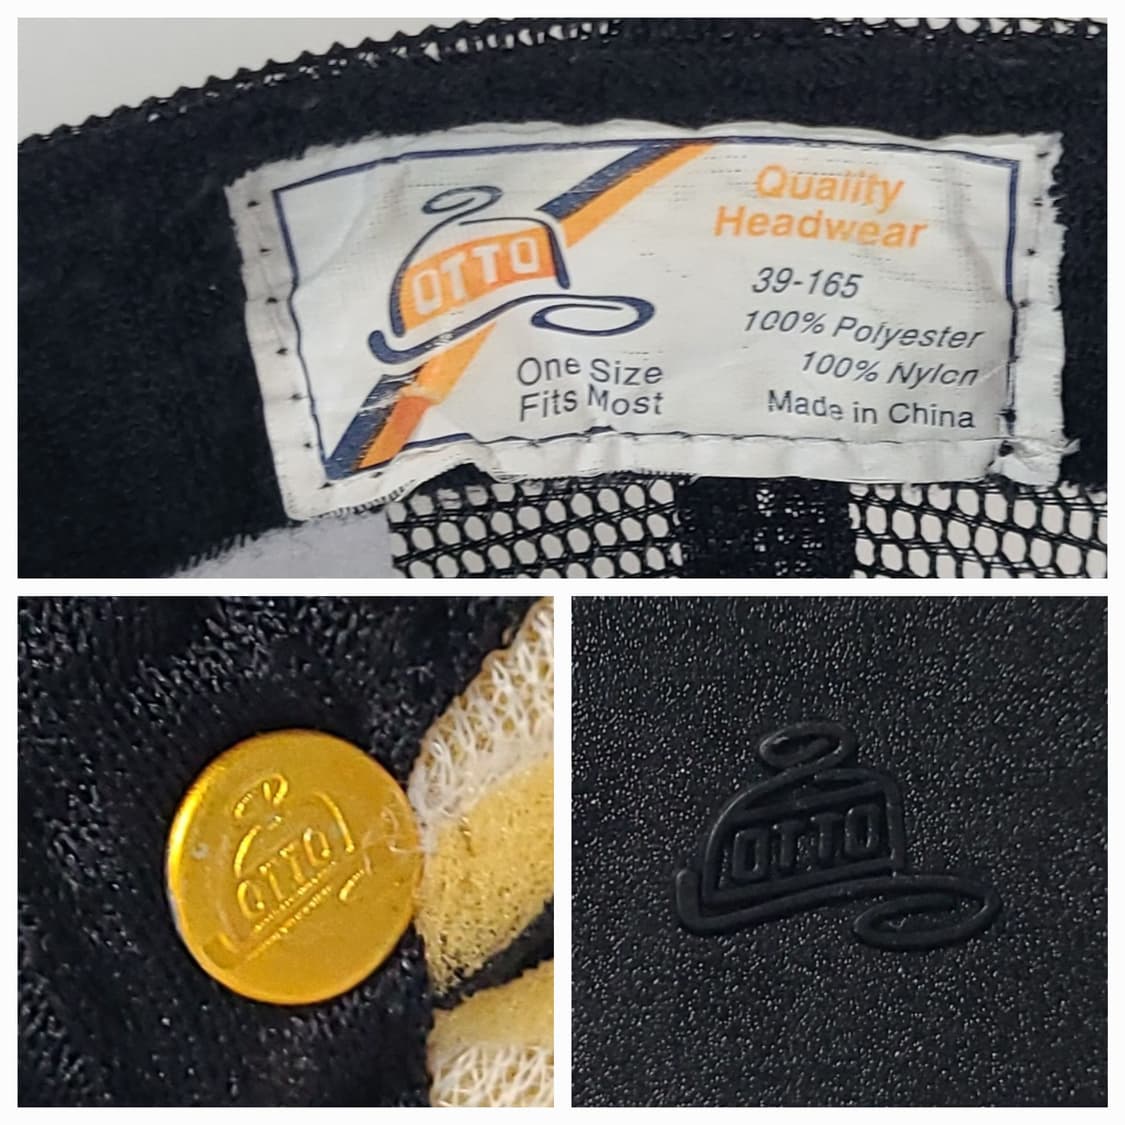 OTTO
Quality
Headwear
39-165
100% Polyester
100% Nylon
Made in China
One Size
Fits Most
OTTO
OTTO